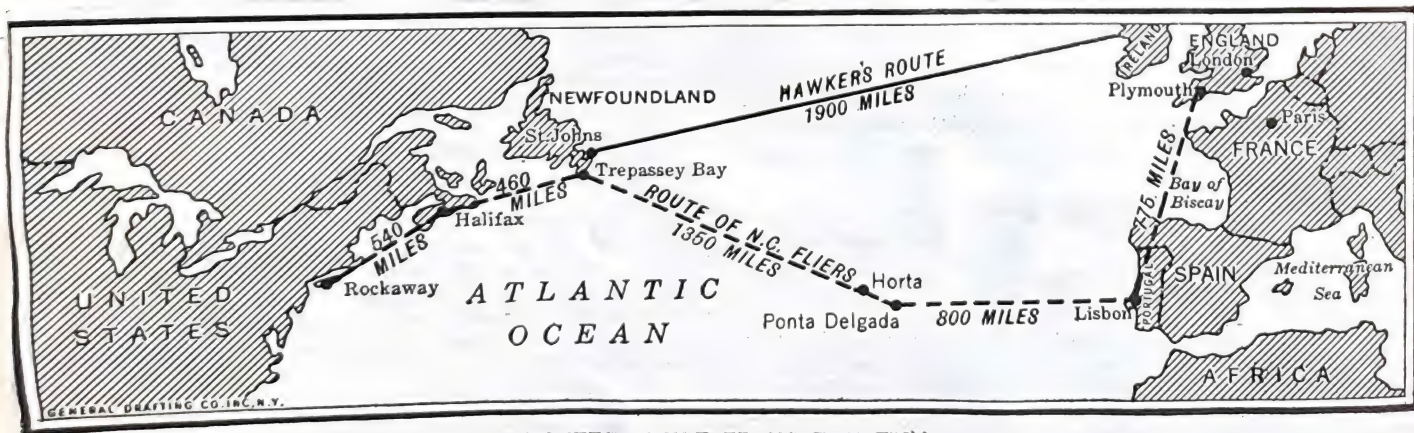 CANADA
NEWFOUNDLAND
St. Johns
Trepassey Bay
HAWKER'S ROUTE
1900 MILES
IRELAND
ENGLAND
London
Plymouth
Paris
FRANCE
Bay of
Biscay
775 MILES
460
MILES
Halifax
540
MILES
Rockaway
UNITED
STATES
ATLANTIC
OCEAN
ROUTE OF N.C. FLIERS
1350
MILES
Horta
Ponta Delgada
800 MILES
Lisbon
PORTUGAL
SPAIN
Mediterranean
Sea
AFRICA
GENERAL DRAFTING CO. INC, N.Y.